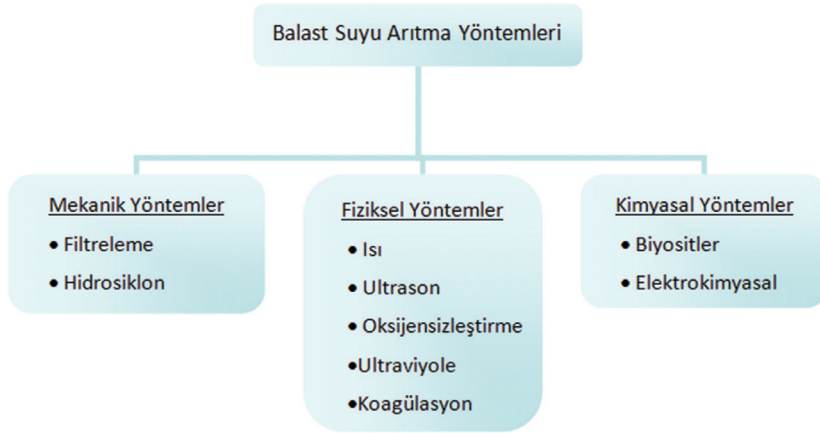 Balast Suyu Arıtma Yöntemleri
Mekanik Yöntemler
• Filtreleme
• Hidrosiklon
Fiziksel Yöntemler
• Isı
• Ultrason
• Oksijensizleştirme
•Ultraviyole
•Koagülasyon
Kimyasal Yöntemler
• Biyositler
• Elektrokimyasal